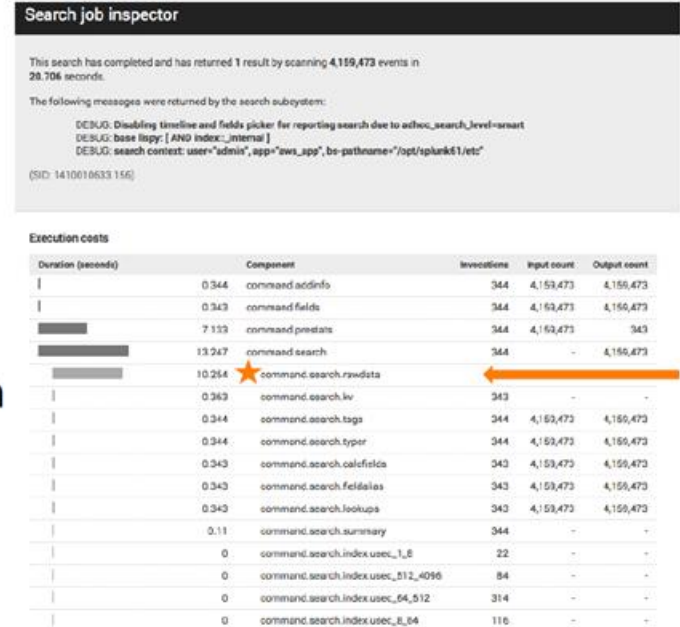 Search job inspector
This search has completed and has returned 1 result by scanning 4,159,473 events in
20.706 seconds.
The following messages were returned by the search subsystem:
DEBUG: Disabling timeline and fields picker for reporting search due to adhoc_search_level=smart
DEBUG: base lispy: [ AND index::_internal ]
DEBUG: search context: user="admin", app="aws_app", bs-pathname="/opt/splunk61/etc"
(SID: 1410010633.156)
Execution costs
Duration (seconds) Component Invocations Input count Output count
0.344 command.addinfo 344 4,159,473 4,159,473
0.343 command.fields 344 4,159,473 4,159,473
7.133 command.prestats 344 4,159,473 343
13.247 command.search 344 - 4,159,473
10.254 command.search.rawdata
0.363 command.search.kv 343 - -
0.344 command.search.tags 344 4,159,473 4,159,473
0.344 command.search.typer 344 4,159,473 4,159,473
0.343 command.search.calcfields 343 4,159,473 4,159,473
0.343 command.search.fieldalias 343 4,159,473 4,159,473
0.343 command.search.lookups 343 4,159,473 4,159,473
0.11 command.search.summary 344 - -
0 command.search.index.usec_1_8 22 - -
0 command.search.index.usec_512_4096 84 - -
0 command.search.index.usec_64_512 314 - -
0 command.search.index.usec_8_64 116 - -